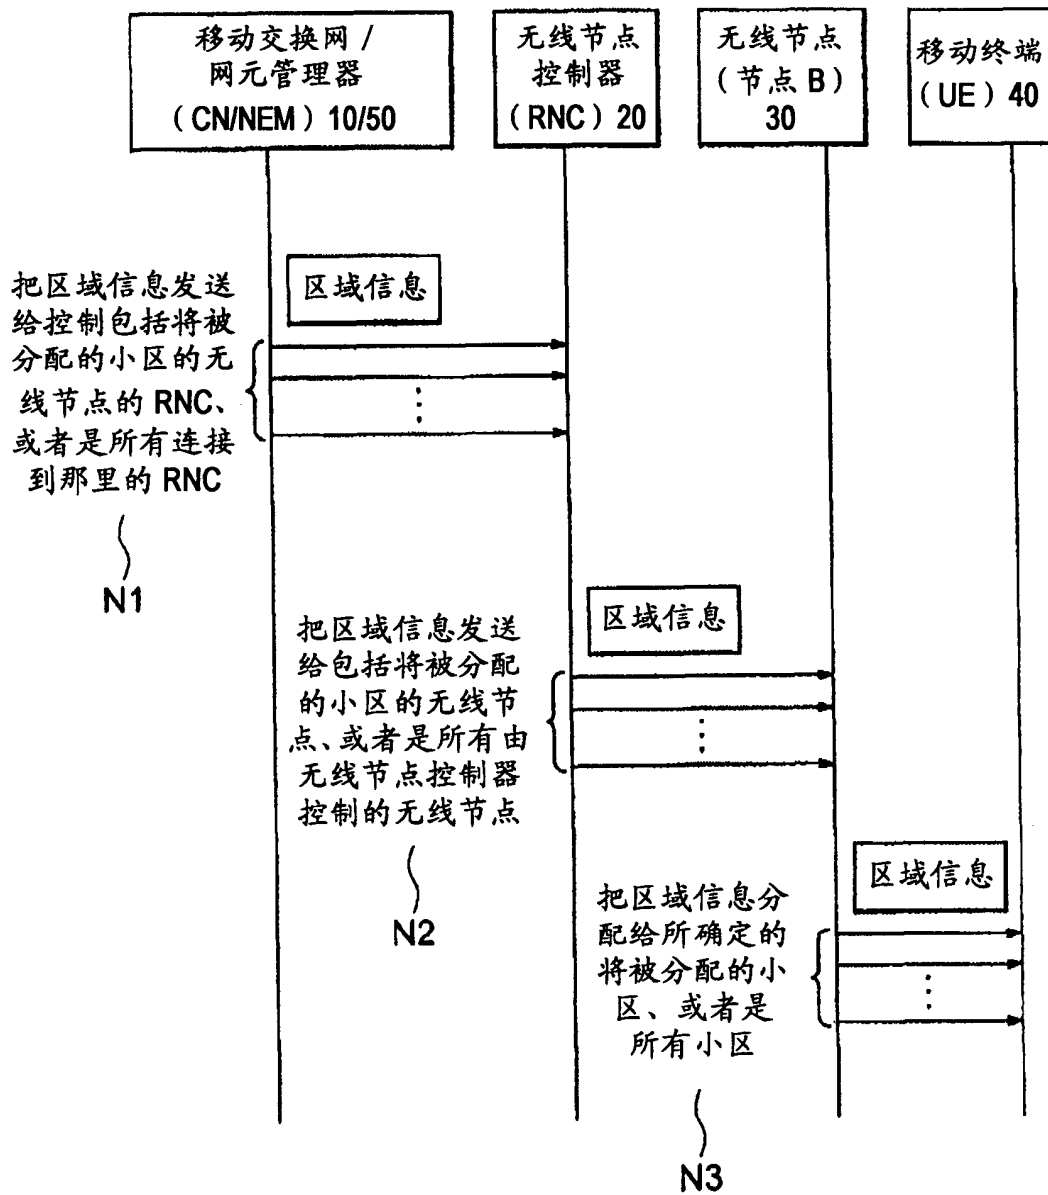 移动交换网 /
网元管理器
（CN/NEM）10/50
无线节点
控制器
（RNC）20
无线节点
（节点 B）
30
移动终端
（UE）40
区域信息
把区域信息发送
给控制包括将被
分配的小区的无
线节点的 RNC、
或者是所有连接
到那里的 RNC
N1
区域信息
把区域信息发送
给包括将被分配
的小区的无线节
点、或者是所有由
无线节点控制器
控制的无线节点
N2
区域信息
把区域信息分
配给所确定的
将被分配的小
区、或者是
所有小区
N3